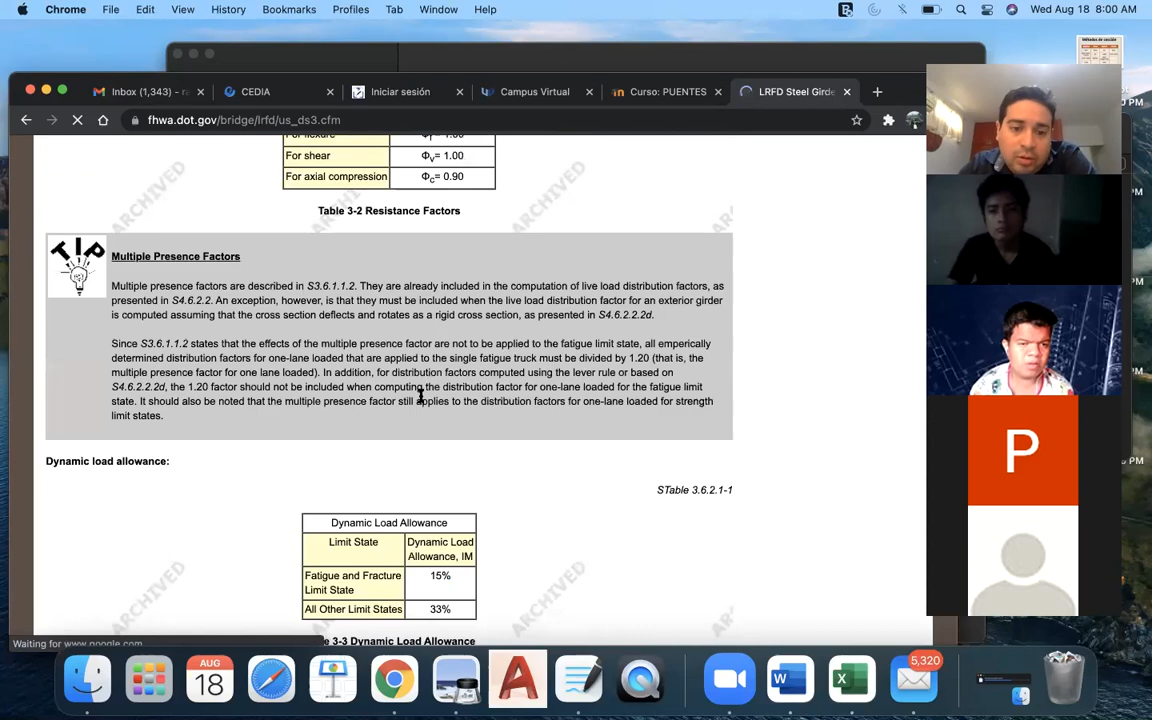 Chrome File Edit View History Bookmarks Profiles Tab Window Help Wed Aug 18 8:00 AM
Inbox (1,343) - CEDIA Iniciar sesión Campus Virtual Curso: PUENTES LRFD Steel Girde
fhwa.dot.gov/bridge/lrfd/us_ds3.cfm
For shear Φv= 1.00
For axial compression Φc= 0.90
ARCHIVED ARCHIVED
Table 3-2 Resistance Factors
TIP
Multiple Presence Factors
Multiple presence factors are described in S3.6.1.1.2. They are already included in the computation of live load distribution factors, as
presented in S4.6.2.2. An exception, however, is that they must be included when the live load distribution factor for an exterior girder
is computed assuming that the cross section deflects and rotates as a rigid cross section, as presented in S4.6.2.2.2d.
Since S3.6.1.1.2 states that the effects of the multiple presence factor are not to be applied to the fatigue limit state, all emperically
determined distribution factors for one-lane loaded that are applied to the single fatigue truck must be divided by 1.20 (that is, the
multiple presence factor for one lane loaded). In addition, for distribution factors computed using the lever rule or based on
S4.6.2.2.2d, the 1.20 factor should not be included when computing the distribution factor for one-lane loaded for the fatigue limit
state. It should also be noted that the multiple presence factor still applies to the distribution factors for one-lane loaded for strength
limit states.
Dynamic load allowance:
STable 3.6.2.1-1
Dynamic Load Allowance
Limit State Dynamic Load
Allowance, IM
Fatigue and Fracture 15%
Limit State
All Other Limit States 33%
ARCHIVED ARCHIVED
3-3 Dynamic Load Allowance
Waiting for www.google.com
P
AUG
18
5,320